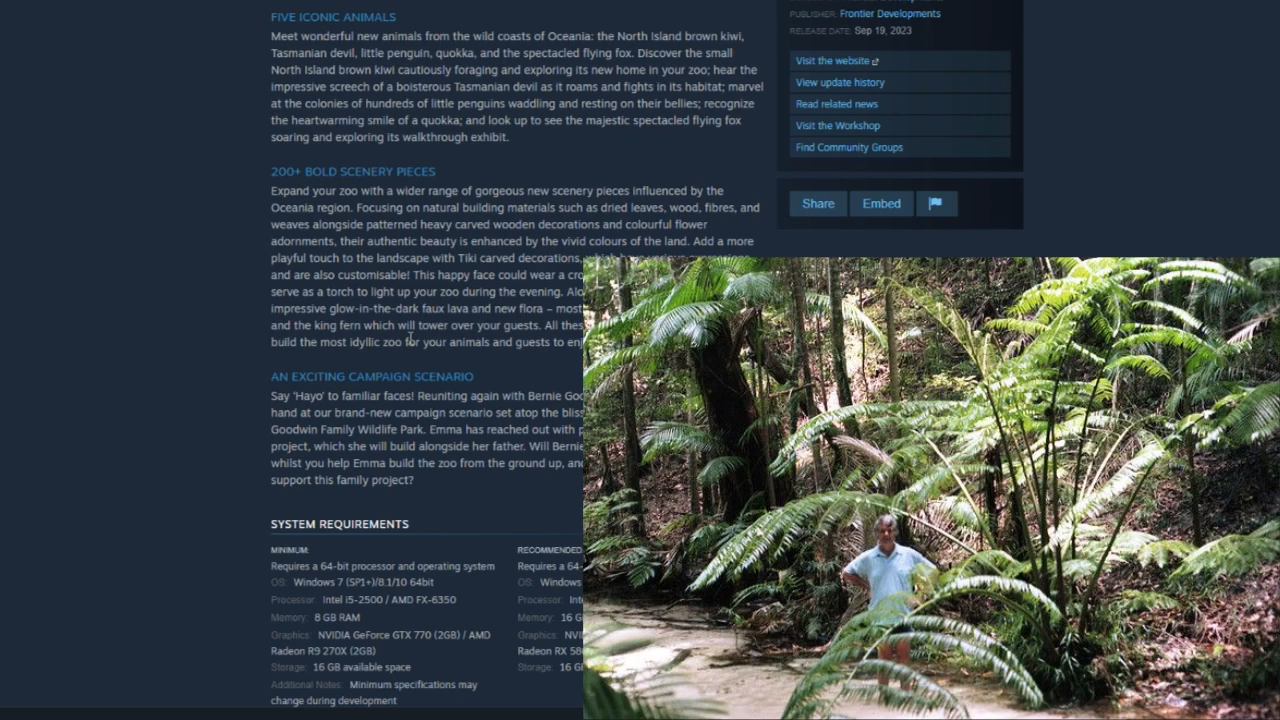 FIVE ICONIC ANIMALS
Meet wonderful new animals from the wild coasts of Oceania: the North Island brown kiwi,
Tasmanian devil, little penguin, quokka, and the spectacled flying fox. Discover the small
North Island brown kiwi cautiously foraging and exploring its new home in your zoo; hear the
impressive screech of a boisterous Tasmanian devil as it roams and fights in its habitat; marvel
at the colonies of hundreds of little penguins waddling and resting on their bellies; recognize
the heartwarming smile of a quokka; and look up to see the majestic spectacled flying fox
soaring and exploring its walkthrough exhibit.
200+ BOLD SCENERY PIECES
Expand your zoo with a wider range of gorgeous new scenery pieces influenced by the
Oceania region. Focusing on natural building materials such as dried leaves, wood, fibres, and
weaves alongside patterned heavy carved wooden decorations and colourful flower
adornments, their authentic beauty is enhanced by the vivid colours of the land. Add a more
playful touch to the landscape with Tiki carved decorations,
and are also customisable! This happy face could wear a
serve as a torch to light up your zoo during the evening.
impressive glow-in-the-dark faux lava and new flora – most
and the king fern which will tower over your guests. All
build the most idyllic zoo for your animals and guests to
AN EXCITING CAMPAIGN SCENARIO
Say 'Hayo' to familiar faces! Reuniting again with Bernie
hand at our brand-new campaign scenario set atop the
Goodwin Family Wildlife Park. Emma has reached out with
project, which she will build alongside her father. Will
whilst you help Emma build the zoo from the ground up,
support this family project?
SYSTEM REQUIREMENTS
MINIMUM:
Requires a 64-bit processor and operating system
OS: Windows 7 (SP1+)/8.1/10 64bit
Processor: Intel i5-2500 / AMD FX-6350
Memory: 8 GB RAM
Graphics: NVIDIA GeForce GTX 770 (2GB) / AMD
Radeon R9 270X (2GB)
Storage: 16 GB available space
Additional Notes: Minimum specifications may
change during development
RECOMMENDED
Requires a 64-
OS: Windows
Processor:
Memory: 16
Graphics:
Radeon RX
Storage: 16
PUBLISHER: Frontier Developments
RELEASE DATE: Sep 19, 2023
Visit the website
View update history
Read related news
Visit the Workshop
Find Community Groups
Share
Embed